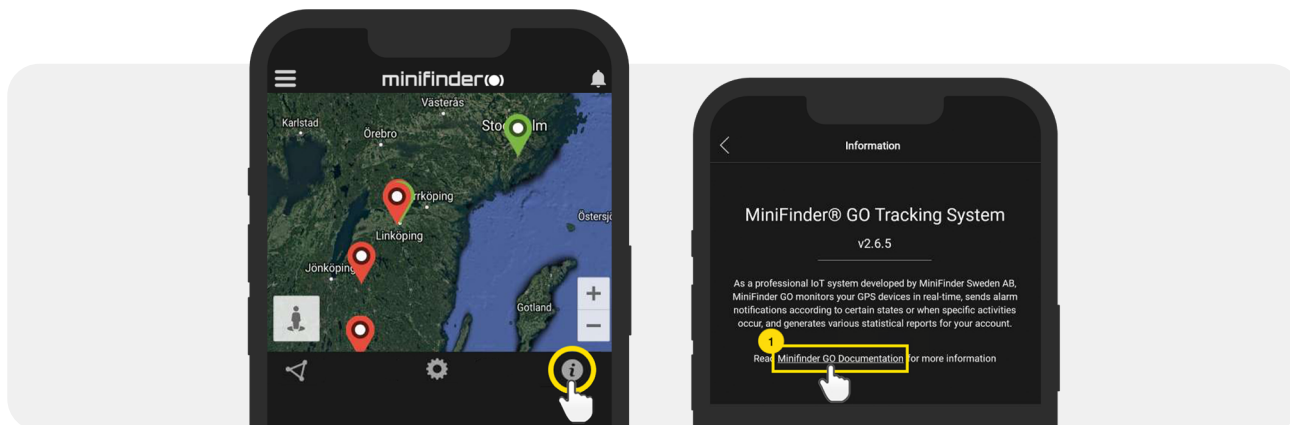 minifinder
Västerås
Karlstad
Örebro
Sto lm
rrköping
Östersjö
Linköping
Jönköping
Gotland
+
−
i
Information
MiniFinder® GO Tracking System
v2.6.5
As a professional IoT system developed by MiniFinder Sweden AB,
MiniFinder GO monitors your GPS devices in real-time, sends alarm
notifications according to certain states or when specific activities
occur, and generates various statistical reports for your account.
1
Read Minifinder GO Documentation for more information